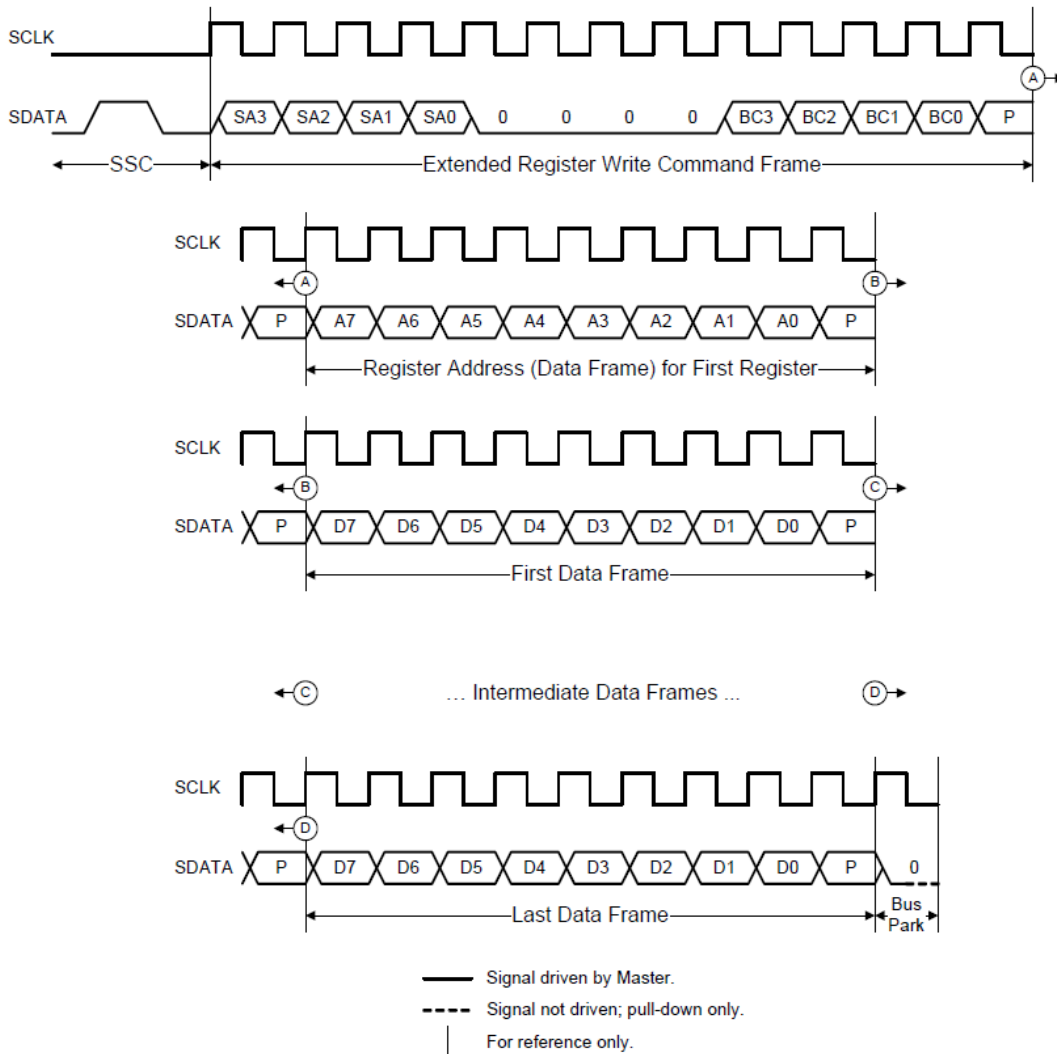 SCLK
A
SDATA SA3 SA2 SA1 SA0 0 0 0 0 BC3 BC2 BC1 BC0 P
SSC Extended Register Write Command Frame
SCLK
A B
SDATA P A7 A6 A5 A4 A3 A2 A1 A0 P
Register Address (Data Frame) for First Register
SCLK
B C
SDATA P D7 D6 D5 D4 D3 D2 D1 D0 P
First Data Frame
C ... Intermediate Data Frames ... D
SCLK
D
SDATA P D7 D6 D5 D4 D3 D2 D1 D0 P 0
Last Data Frame Bus
Park
Signal driven by Master.
Signal not driven; pull-down only.
For reference only.